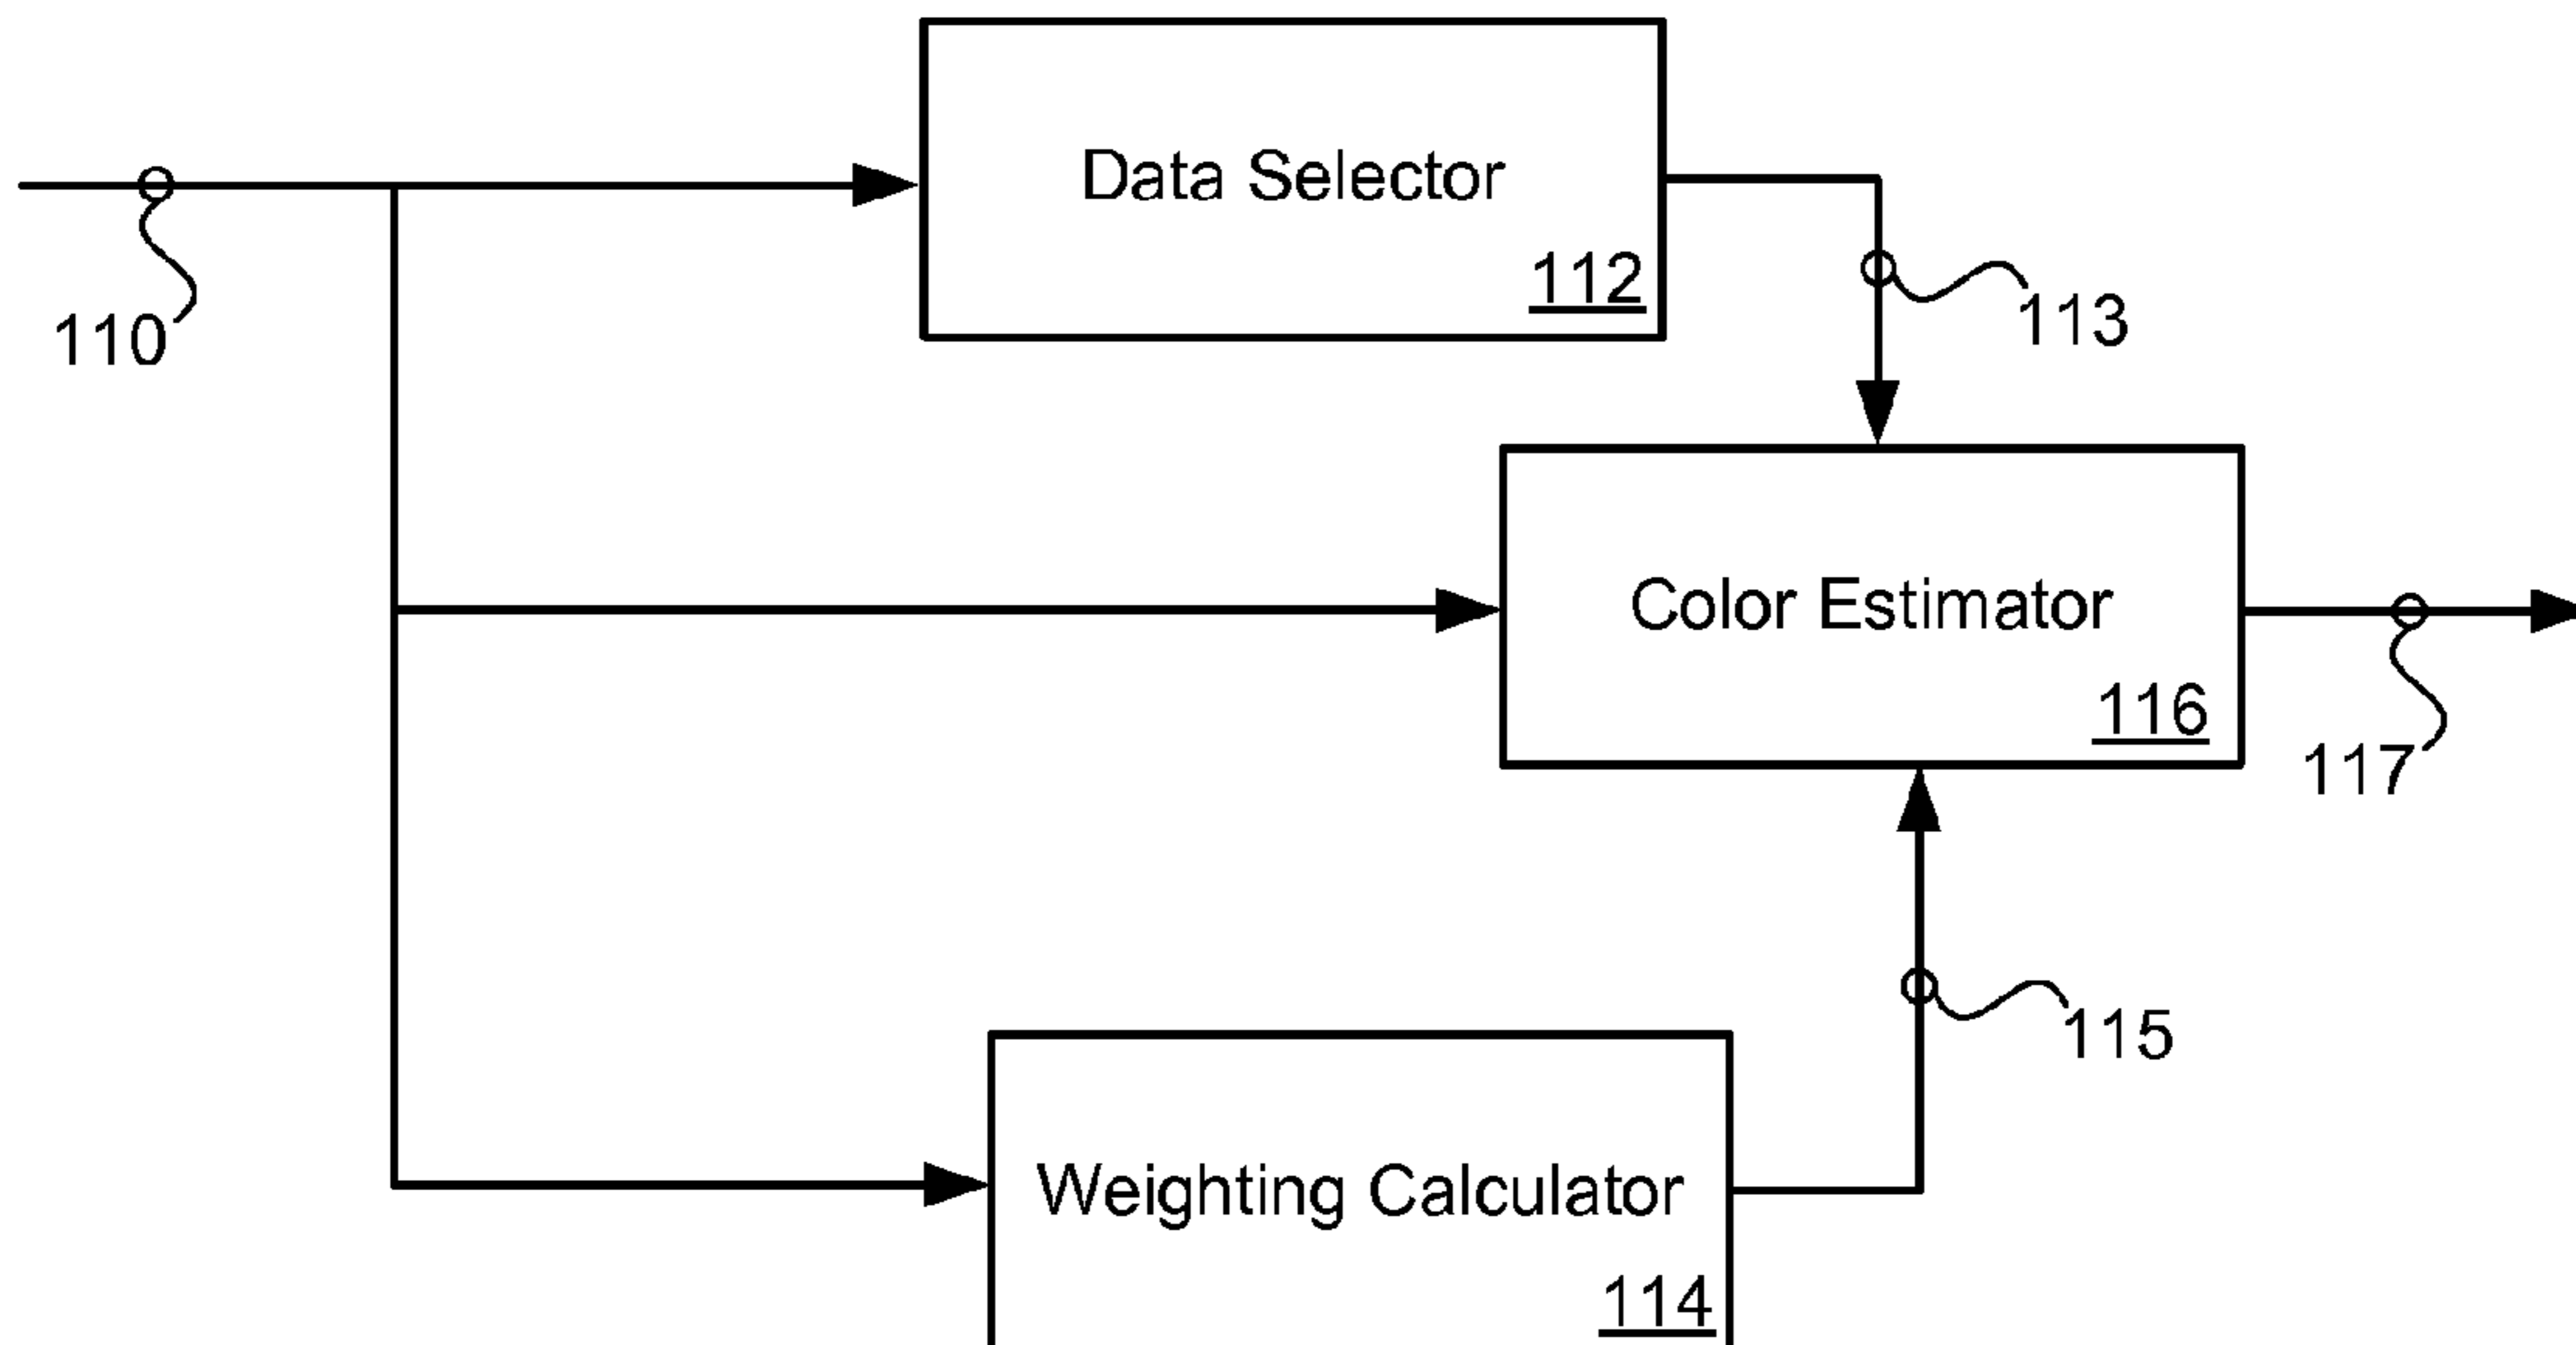 Data Selector
112
110
113
Color Estimator
116
117
115
Weighting Calculator
114